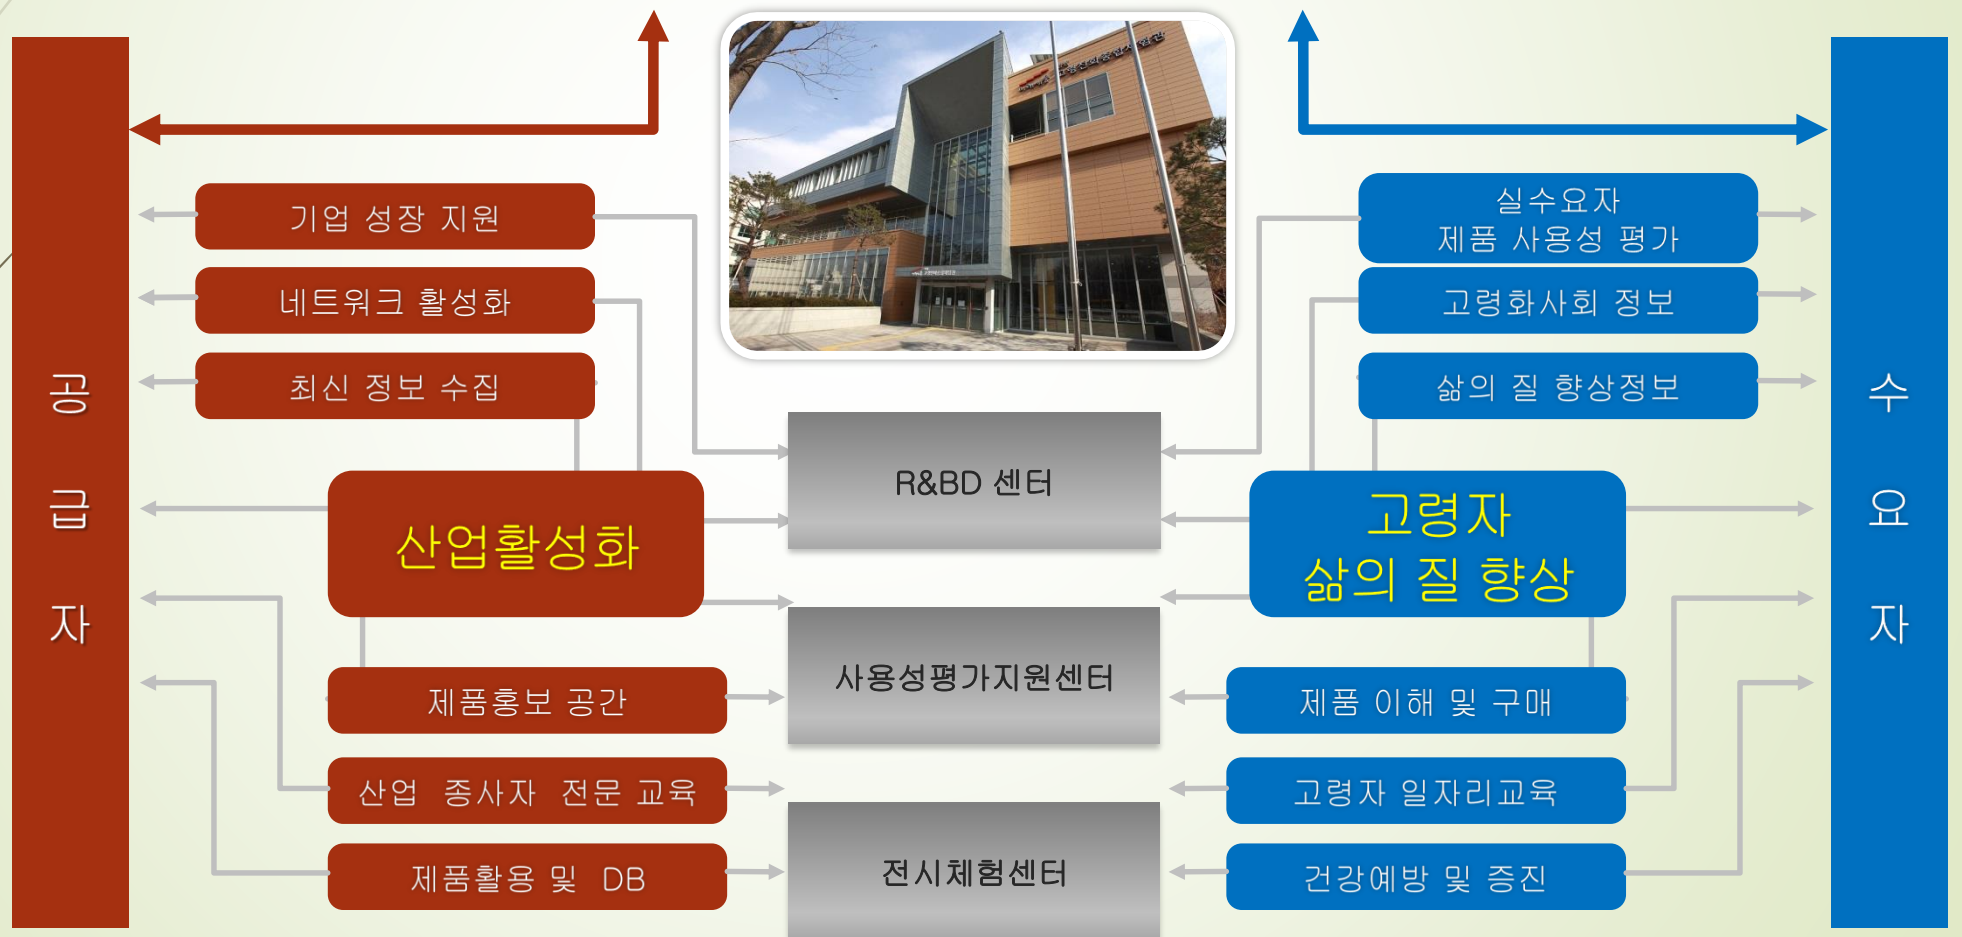 공
급
자
기업 성장 지원
네트워크 활성화
최신 정보 수집
산업활성화
제품홍보 공간
산업 종사자 전문 교육
제품활용 및 DB
R&BD 센터
사용성평가지원센터
전시체험센터
실수요자
제품 사용성 평가
고령화사회 정보
삶의 질 향상정보
고령자
삶의 질 향상
제품 이해 및 구매
고령자 일자리교육
건강예방 및 증진
수
요
자